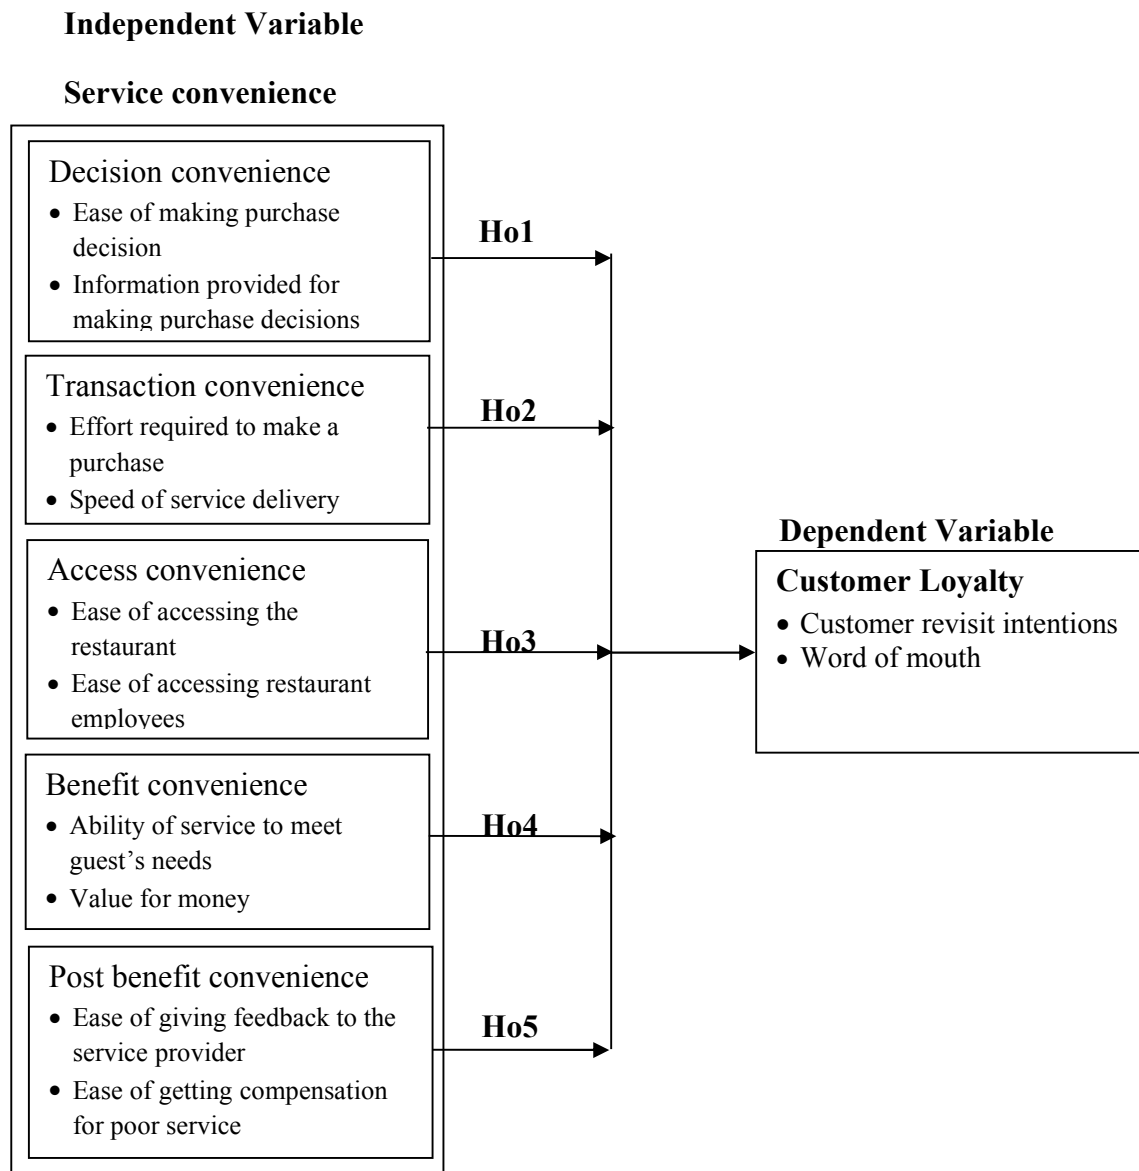 Independent Variable
Service convenience
Decision convenience
• Ease of making purchase
decision
• Information provided for
making purchase decisions
Ho1
Transaction convenience
• Effort required to make a
purchase
• Speed of service delivery
Ho2
Access convenience
• Ease of accessing the
restaurant
• Ease of accessing restaurant
employees
Ho3
Benefit convenience
• Ability of service to meet
guest’s needs
• Value for money
Ho4
Post benefit convenience
• Ease of giving feedback to the
service provider
• Ease of getting compensation
for poor service
Ho5
Dependent Variable
Customer Loyalty
• Customer revisit intentions
• Word of mouth